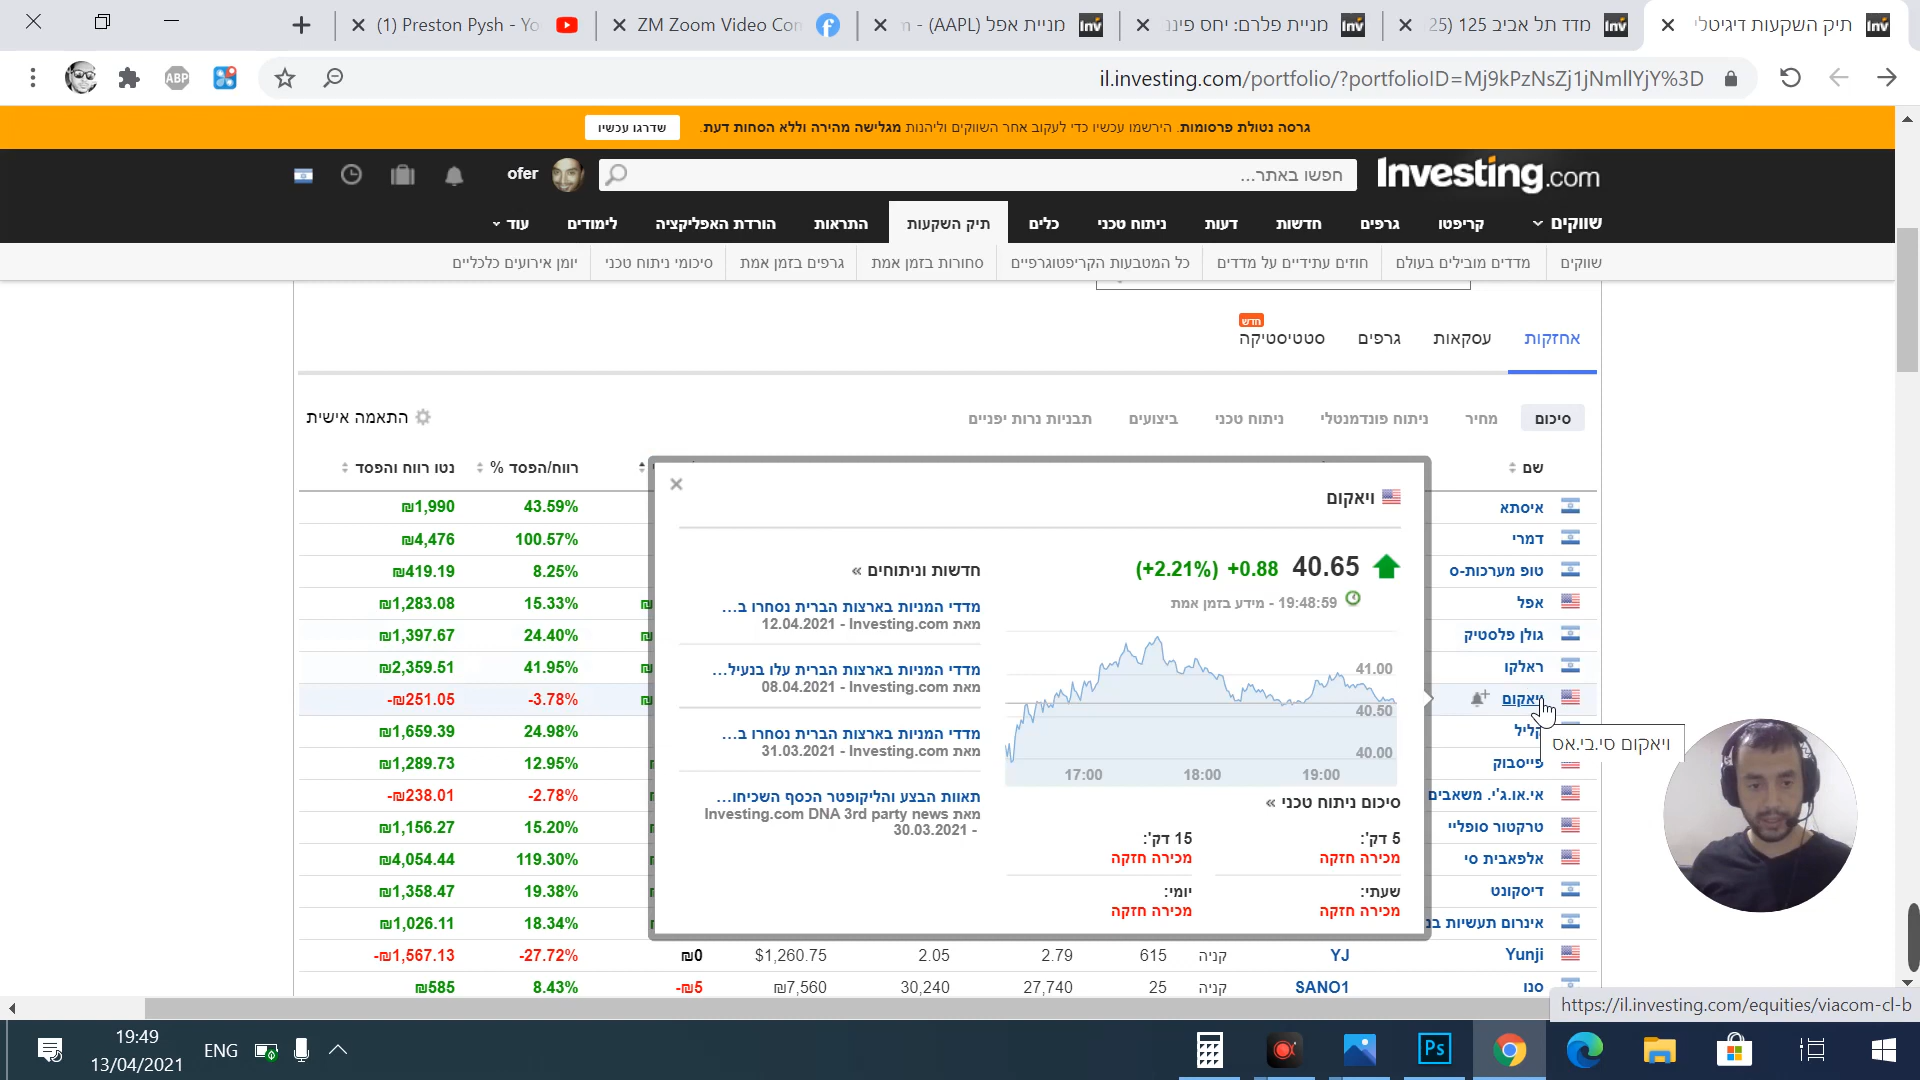 תיק השקעות דיגיטלי
מדד תל אביב 125 (25
מניית פלרם: יחס פיננ
מניית אפל (AAPL) - n
ZM Zoom Video Con
(1) Preston Pysh - Yo
il.investing.com/portfolio/?portfolioID=Mj9kPzNsZj1jNmllYjY%3D
ABP
גרסה נטולת פרסומות. הירשמו עכשיו כדי לעקוב אחר השווקים וליהנות מגלישה מהירה וללא הסחות דעת.
שדרגו עכשיו
Investing.com
חפשו באתר...
ofer
שווקים
קריפטו
גרפים
חדשות
דעות
ניתוח טכני
כלים
תיק השקעות
התראות
הורדת האפליקציה
לימודים
עוד
שווקים
מדדים מובילים בעולם
חוזים עתידיים על מדדים
כל המטבעות הקריפטוגרפיים
סחורות בזמן אמת
גרפים בזמן אמת
סיכומי ניתוח טכני
יומן אירועים כלכליים
חדש
אחזקות
עסקאות
גרפים
סטטיסטיקה
סיכום
מחיר
ניתוח פונדמנטלי
ניתוח טכני
ביצועים
תבניות נרות יפניים
התאמה אישית
שם
רווח/הפסד %
נטו רווח והפסד
איסתא 43.59% ₪1,990
דמרי 100.57% ₪4,476
טופ מערכות-ס 8.25% ₪419.19
אפל ₪ 15.33% ₪1,283.08
גולן פלסטיק ₪ 24.40% ₪1,397.67
ראלקו ₪ 41.95% ₪2,359.51
ויאקום ₪ -3.78% -₪251.05
קליל 24.98% ₪1,659.39
פייסבוק 12.95% ₪1,289.73
אי.או.ג'י. משאבים -2.78% -₪238.01
טרקטור סופליי 15.20% ₪1,156.27
אלפאבית סי 119.30% ₪4,054.44
דיסקונט 19.38% ₪1,358.47
אינרום תעשיות בנ 18.34% ₪1,026.11
Yunji YJ קניה 615 2.79 2.05 $1,260.75 ₪0 -27.72% -₪1,567.13
סנו SANO1 קניה 25 27,740 30,240 ₪7,560 -₪5 8.43% ₪585
ויאקום סי.בי.אס
ויאקום
40.65 +0.88 (+2.21%)
19:48:59 - מידע בזמן אמת
41.00
40.50
40.00
17:00 18:00 19:00
סיכום ניתוח טכני »
5 דק':
מכירה חזקה
15 דק':
מכירה חזקה
שעתי:
מכירה חזקה
יומי:
מכירה חזקה
חדשות וניתוחים »
מדדי המניות בארצות הברית נסחרו ב...
מאת Investing.com - 12.04.2021
מדדי המניות בארצות הברית עלו בנעיל...
מאת Investing.com - 08.04.2021
מדדי המניות בארצות הברית נסחרו ב...
מאת Investing.com - 31.03.2021
תאוות הבצע והליקופטר הכסף השכיחו...
מאת Investing.com DNA 3rd party news
- 30.03.2021
https://il.investing.com/equities/viacom-cl-b
19:49
13/04/2021
ENG
Ps